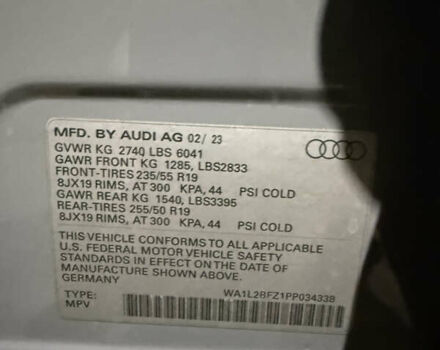 MFD. BY AUDI AG 02/ 23
GVWR KG 2740 LBS 6041
GAWR FRONT KG 1285, LBS2833
FRONT-TIRES 235/55 R19
8JX19 RIMS, AT 300 KPA, 44 PSI COLD
GAWR REAR KG 1540, LBS3395
REAR-TIRES 255/50 R19
8JX19 RIMS, AT 300 KPA, 44 PSI COLD
THIS VEHICLE CONFORMS TO ALL APPLICABLE
U.S. FEDERAL MOTOR VEHICLE SAFETY
STANDARDS IN EFFECT ON THE DATE OF
MANUFACTURE SHOWN ABOVE.
GERMANY
WA1L2BFZ1PP034338
TYPE:
MPV